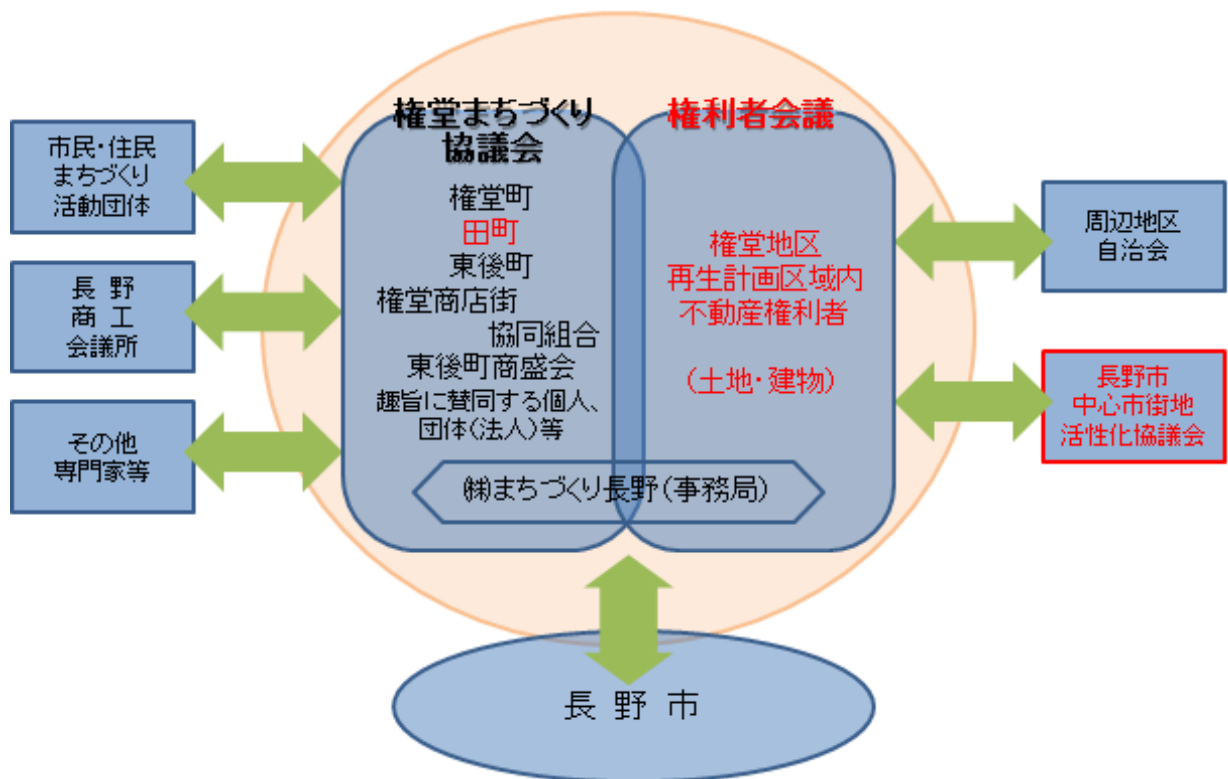 権堂まちづくり
協議会
権利者会議
市民・住民
まちづくり
活動団体
長 野
商 工
会議所
その他
専門家等
権堂町
田町
東後町
権堂商店街
協同組合
東後町商盛会
趣旨に賛同する個人、
団体(法人)等
権堂地区
再生計画区域内
不動産権利者
(土地・建物)
㈱まちづくり長野(事務局)
周辺地区
自治会
長野市
中心市街地
活性化協議会
長 野 市